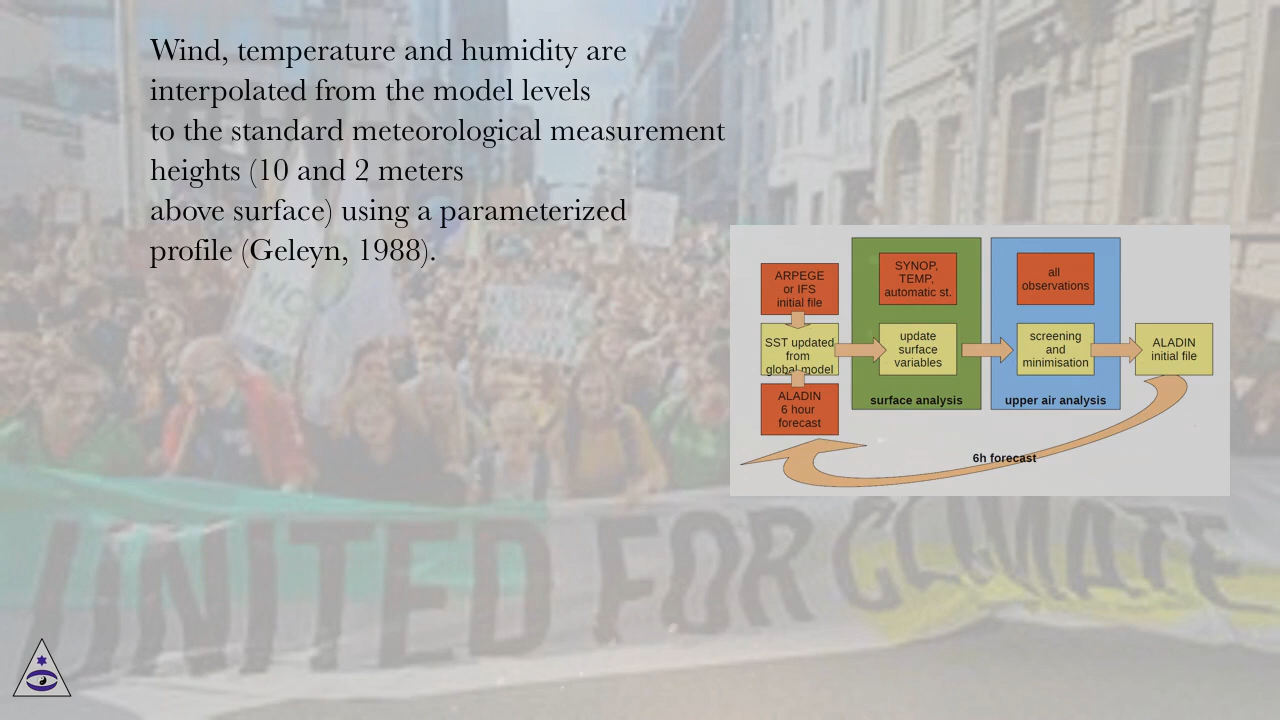 Wind, temperature and humidity are
interpolated from the model levels
to the standard meteorological measurement
heights (10 and 2 meters
above surface) using a parameterized
profile (Geleyn, 1988).
ARPEGE
or IFS
initial file
SST updated
from
global model
ALADIN
6 hour
forecast
SYNOP,
TEMP,
automatic st.
update
surface
variables
surface analysis
all
observations
screening
and
minimisation
upper air analysis
ALADIN
initial file
6h forecast
UNITED FOR CLIMATE